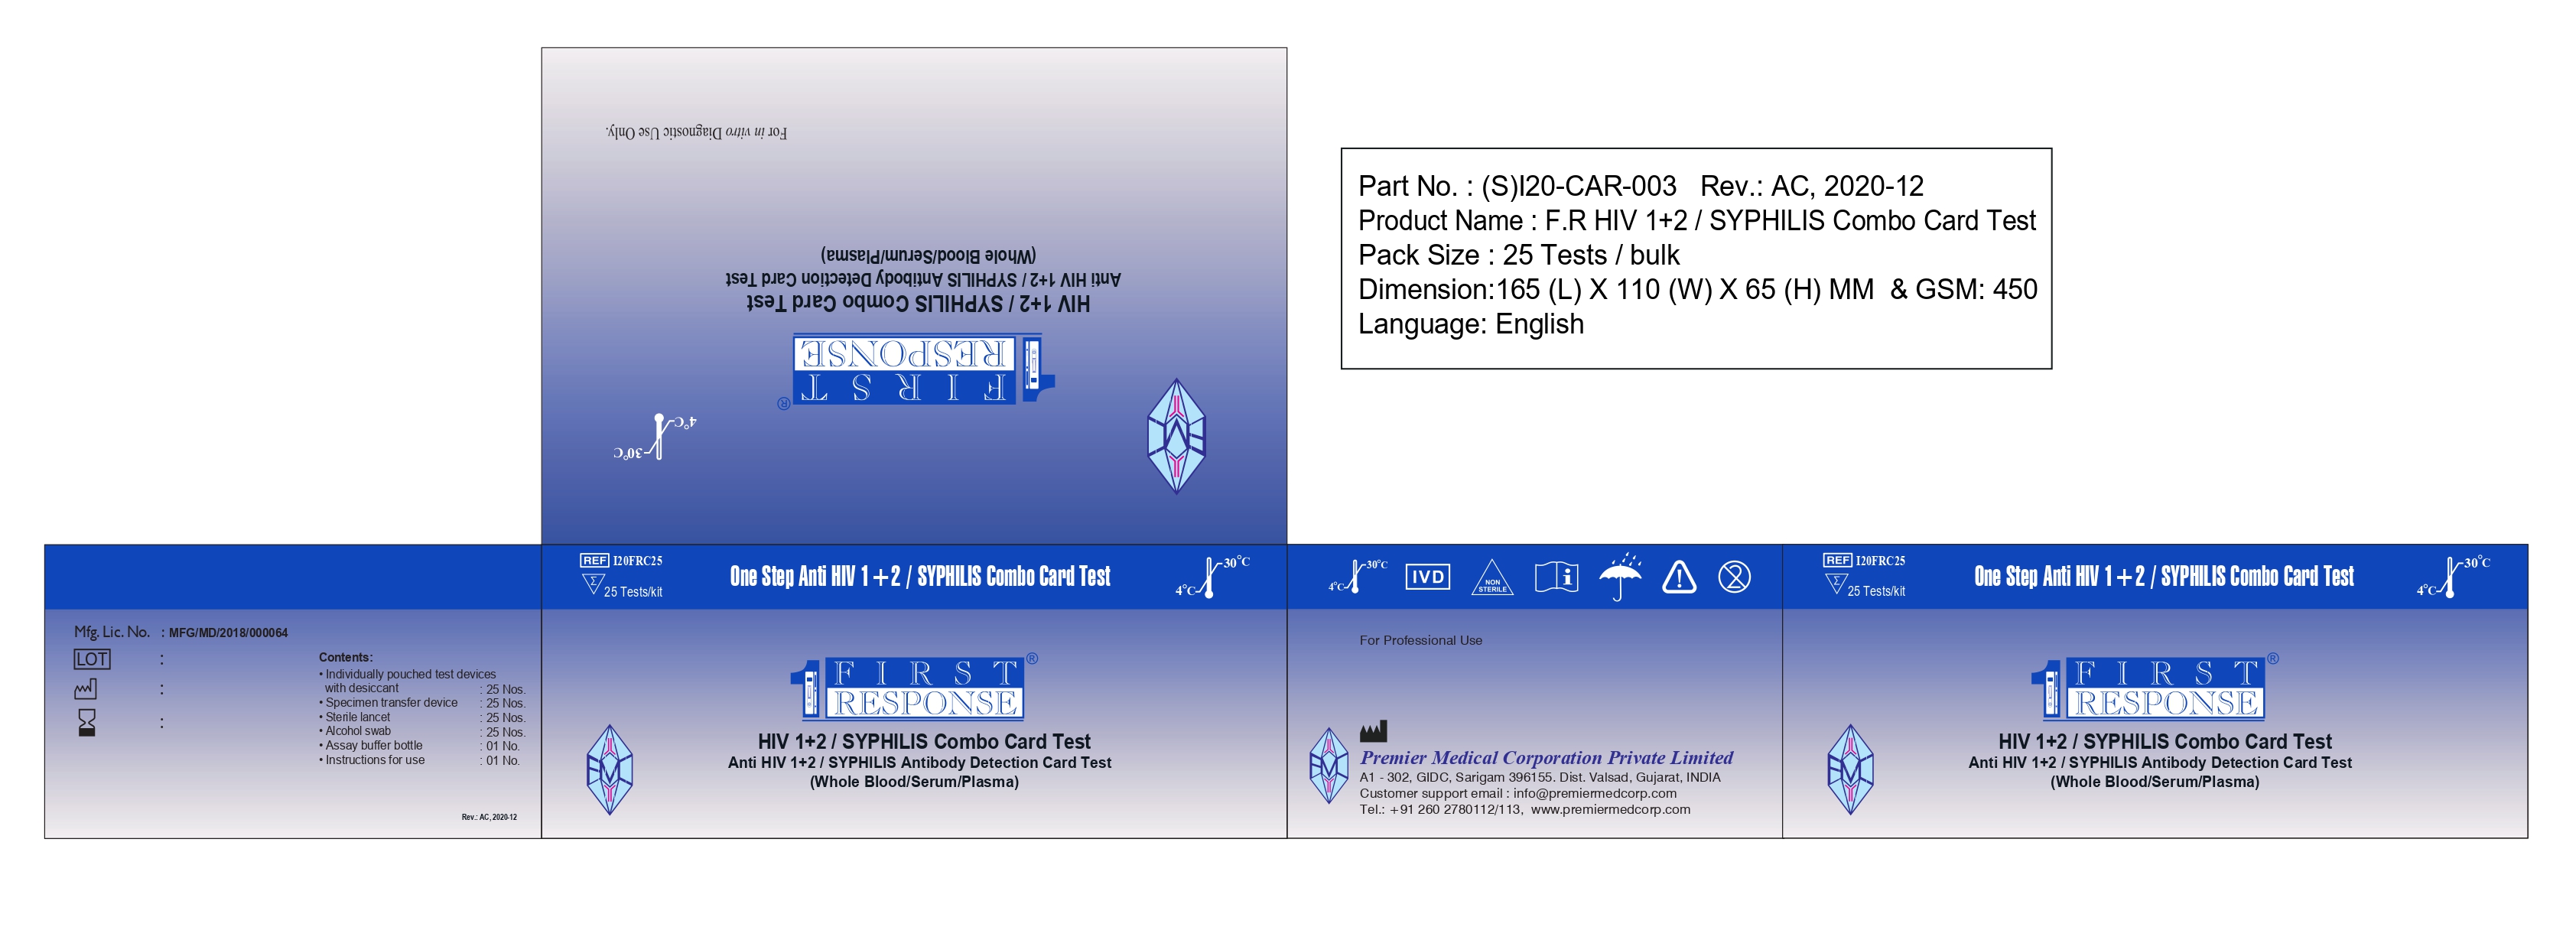 For in vitro Diagnostic Use Only.
(Whole Blood/Serum/Plasma)
Anti HIV 1+2 / SYPHILIS Antibody Detection Card Test
HIV 1+2 / SYPHILIS Combo Card Test
1 FIRST
RESPONSE
®
4°C
30°C
Part No. : (S)I20-CAR-003 Rev.: AC, 2020-12
Product Name : F.R HIV 1+2 / SYPHILIS Combo Card Test
Pack Size : 25 Tests / bulk
Dimension:165 (L) X 110 (W) X 65 (H) MM & GSM: 450
Language: English
Mfg. Lic. No. : MFG/MD/2018/000064
LOT :
:
:
Contents:
• Individually pouched test devices
with desiccant : 25 Nos.
• Specimen transfer device : 25 Nos.
• Sterile lancet : 25 Nos.
• Alcohol swab : 25 Nos.
• Assay buffer bottle : 01 No.
• Instructions for use : 01 No.
Rev.: AC, 2020-12
REF I20FRC25
Σ 25 Tests/kit
One Step Anti HIV 1+2 / SYPHILIS Combo Card Test
30°C
4°C
1 FIRST ®
RESPONSE
HIV 1+2 / SYPHILIS Combo Card Test
Anti HIV 1+2 / SYPHILIS Antibody Detection Card Test
(Whole Blood/Serum/Plasma)
30°C
4°C
IVD
NON
STERILE
i
!
2
For Professional Use
Premier Medical Corporation Private Limited
A1 - 302, GIDC, Sarigam 396155. Dist. Valsad, Gujarat, INDIA
Customer support email : info@premiermedcorp.com
Tel.: +91 260 2780112/113, www.premiermedcorp.com
REF I20FRC25
Σ 25 Tests/kit
One Step Anti HIV 1+2 / SYPHILIS Combo Card Test
30°C
4°C
1 FIRST ®
RESPONSE
HIV 1+2 / SYPHILIS Combo Card Test
Anti HIV 1+2 / SYPHILIS Antibody Detection Card Test
(Whole Blood/Serum/Plasma)